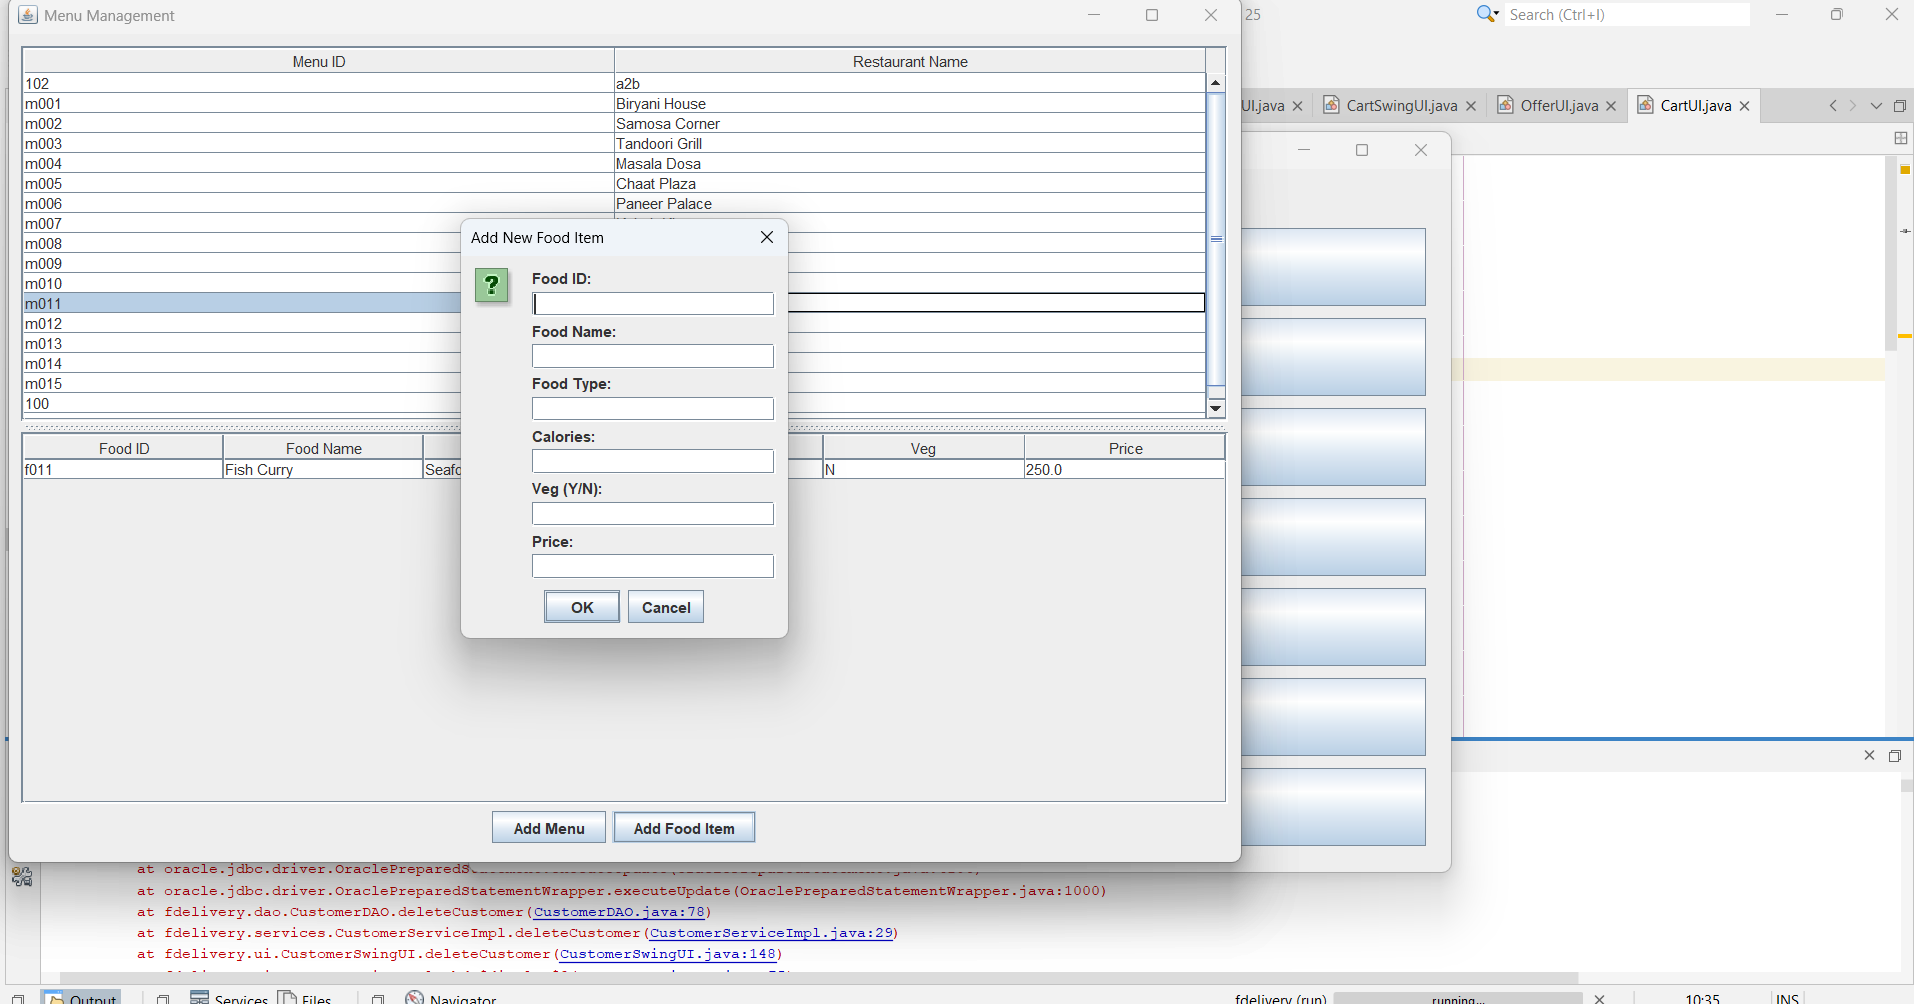 Menu Management
25
Search (Ctrl+I)
Menu ID Restaurant Name
102 a2b
m001 Biryani House
m002 Samosa Corner
m003 Tandoori Grill
m004 Masala Dosa
m005 Chaat Plaza
m006 Paneer Palace
m007
m008
m009
m010
m011
m012
m013
m014
m015
100
UI.java CartSwingUI.java OfferUI.java CartUI.java
Add New Food Item
?
Food ID:
Food Name:
Food Type:
Calories:
Veg (Y/N):
Price:
OK Cancel
Food ID Food Name Veg Price
f011 Fish Curry Seafo N 250.0
Add Menu Add Food Item
at oracle.jdbc.driver.OraclePreparedS
at oracle.jdbc.driver.OraclePreparedStatementWrapper.executeUpdate(OraclePreparedStatementWrapper.java:1000)
at fdelivery.dao.CustomerDAO.deleteCustomer(CustomerDAO.java:78)
at fdelivery.services.CustomerServiceImpl.deleteCustomer(CustomerServiceImpl.java:29)
at fdelivery.ui.CustomerSwingUI.deleteCustomer(CustomerSwingUI.java:148)
Output Services Files Navigator fdelivery (run) running... 10:35 INS